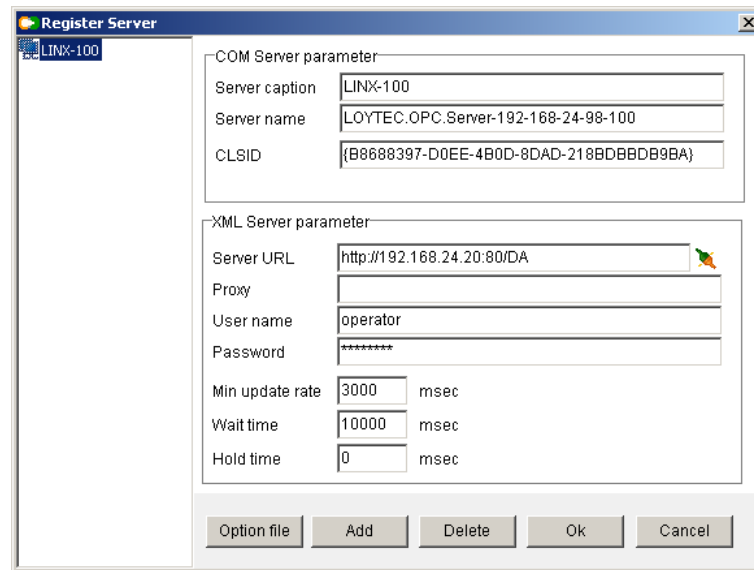 Register Server
LINX-100
COM Server parameter
Server caption LINX-100
Server name LOYTEC.OPC.Server-192-168-24-98-100
CLSID {B8688397-D0EE-4B0D-8DAD-218BDBBDB9BA}
XML Server parameter
Server URL http://192.168.24.20:80/DA
Proxy
User name operator
Password ********
Min update rate 3000 msec
Wait time 10000 msec
Hold time 0 msec
Option file Add Delete Ok Cancel